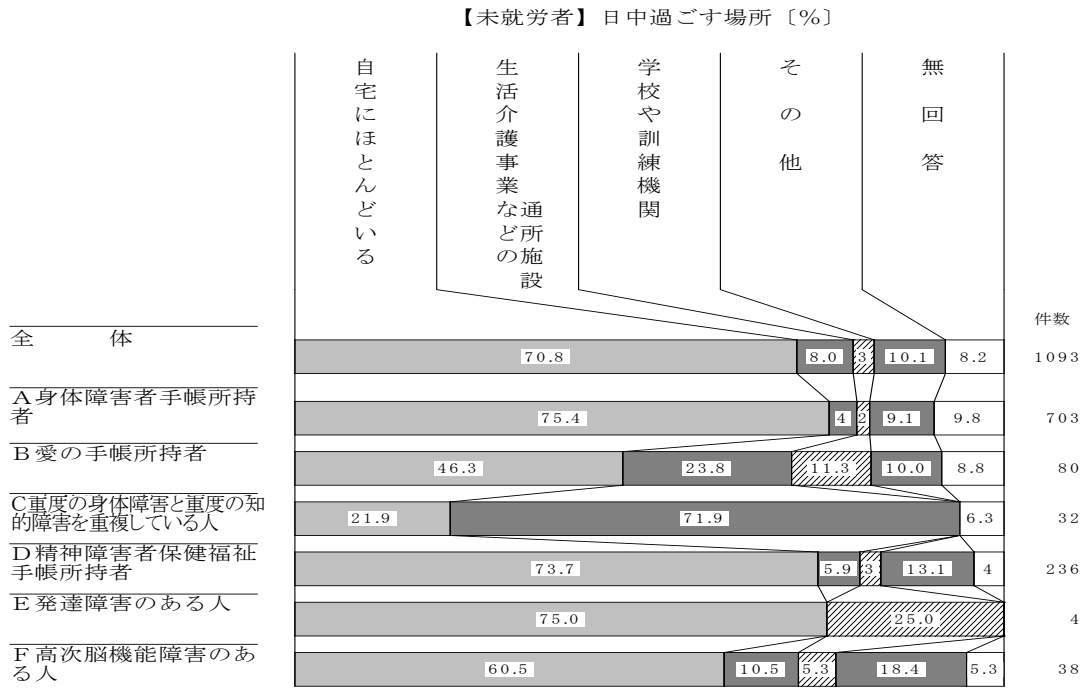 【未就労者】日中過ごす場所〔%〕
自宅にほとんどいる
生活介護事業などの
通所施設
学校や訓練機関
その他
無回答
件数
全体
70.8 8.0 3 10.1 8.2 1093
A身体障害者手帳所持
者
75.4 4 2 9.1 9.8 703
B愛の手帳所持者
46.3 23.8 11.3 10.0 8.8 80
C重度の身体障害と重度の知
的障害を重複している人
21.9 71.9 6.3 32
D精神障害者保健福祉
手帳所持者
73.7 5.9 3 13.1 4 236
E発達障害のある人
75.0 25.0 4
F高次脳機能障害のあ
る人
60.5 10.5 5.3 18.4 5.3 38